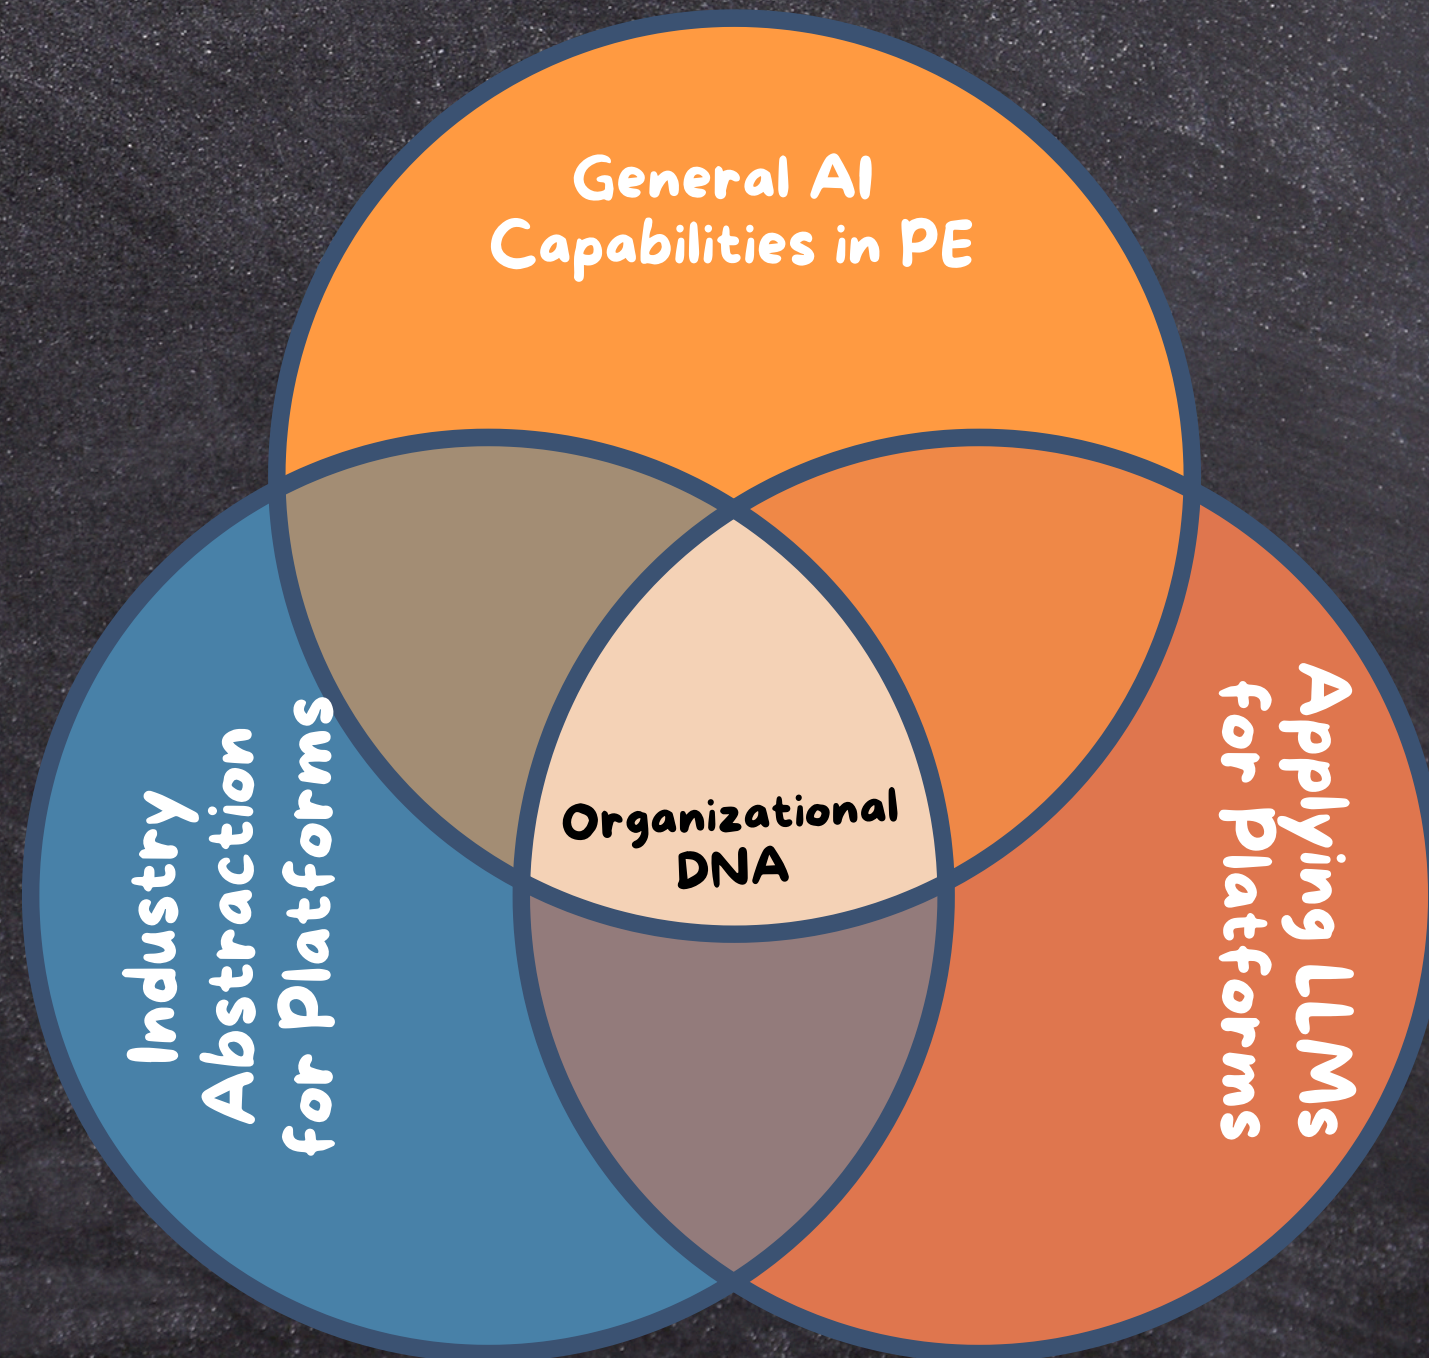 General AI
Capabilities in PE
Industry
Abstraction
for Platforms
Organizational
DNA
Applying LLMs
for Platforms